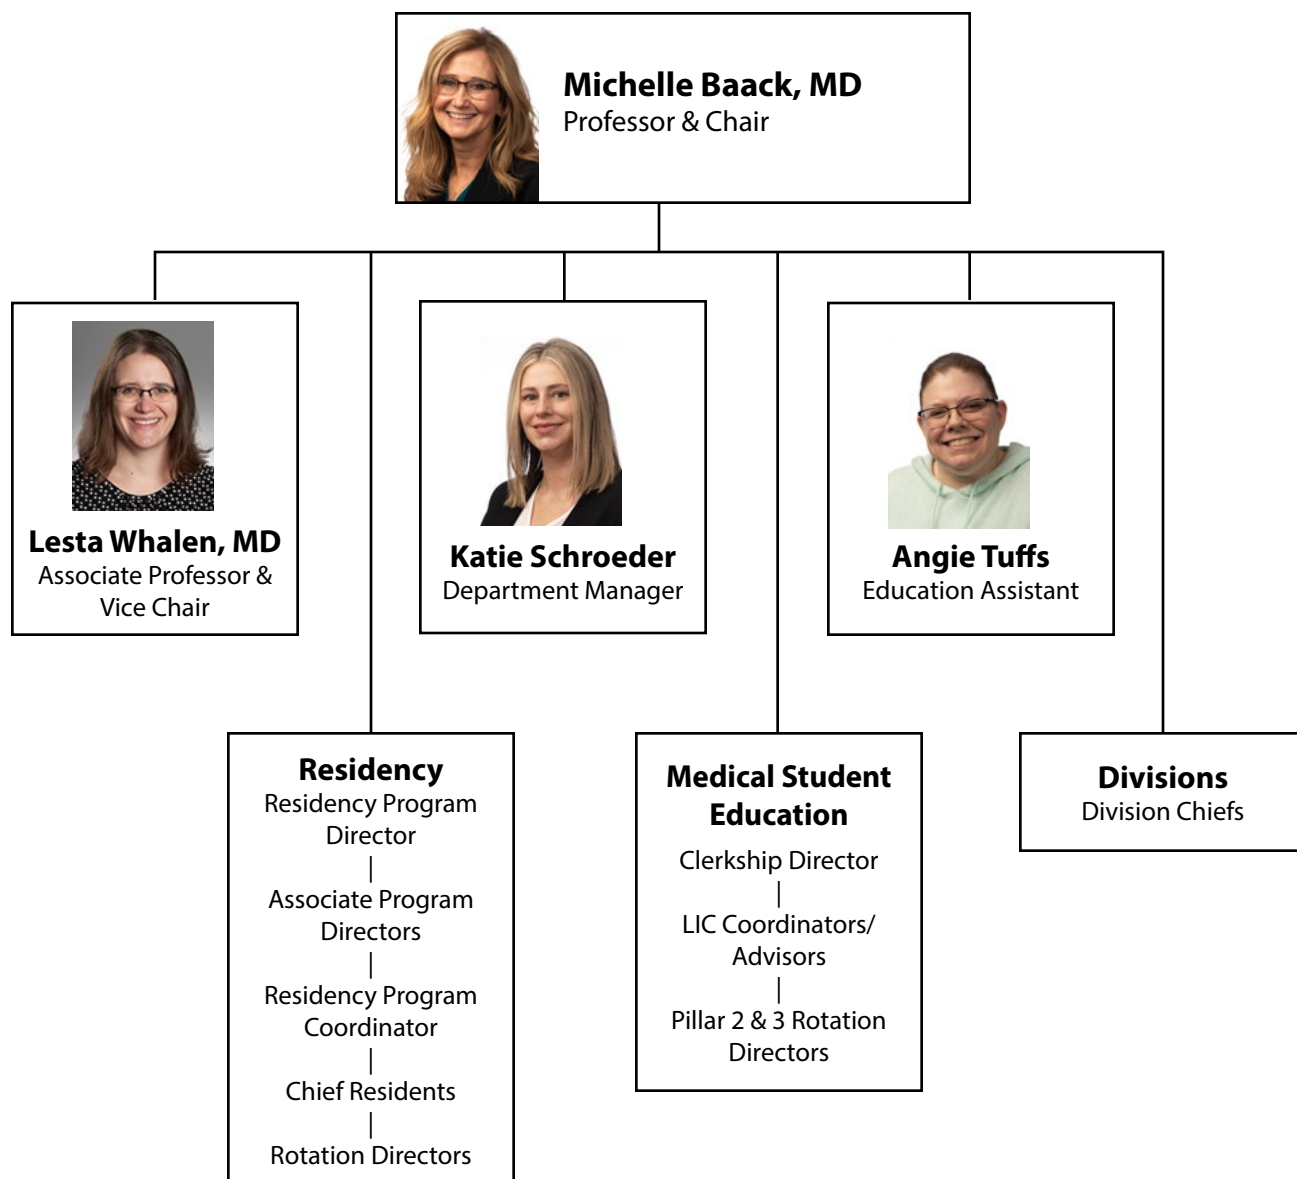 Michelle Baack, MD
Professor & Chair
Lesta Whalen, MD
Associate Professor &
Vice Chair
Katie Schroeder
Department Manager
Angie Tuffs
Education Assistant
Residency
Residency Program
Director
|
Associate Program
Directors
|
Residency Program
Coordinator
|
Chief Residents
|
Rotation Directors
Medical Student
Education
Clerkship Director
|
LIC Coordinators/
Advisors
|
Pillar 2 & 3 Rotation
Directors
Divisions
Division Chiefs